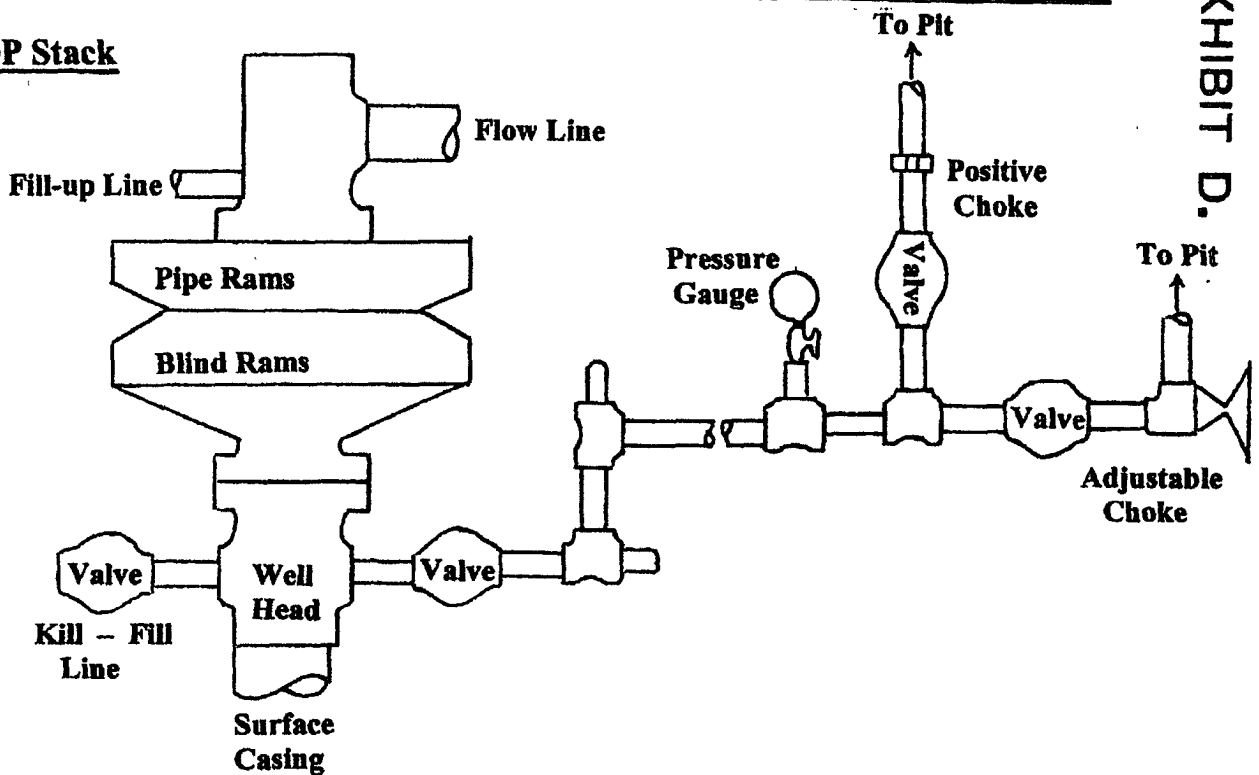 P Stack
To Pit
KHIBIT D.
Flow Line
Fill-up Line
Positive
Choke
Pipe Rams
Pressure
Gauge
Valve
To Pit
Blind Rams
Valve
Adjustable
Choke
Valve
Well
Head
Valve
Kill – Fill
Line
Surface
Casing